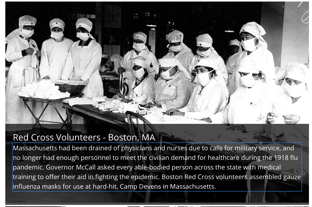 Red Cross Volunteers - Boston, MA
Massachusetts had been drained of physicians and nurses due to calls for military service, and
no longer had enough personnel to meet the civilian demand for healthcare during the 1918 flu
pandemic. Governor McCall asked every able-bodied person across the state with medical
training to offer their aid in fighting the epidemic. Boston Red Cross volunteers assembled gauze
influenza masks for use at hard-hit, Camp Devens in Massachusetts.